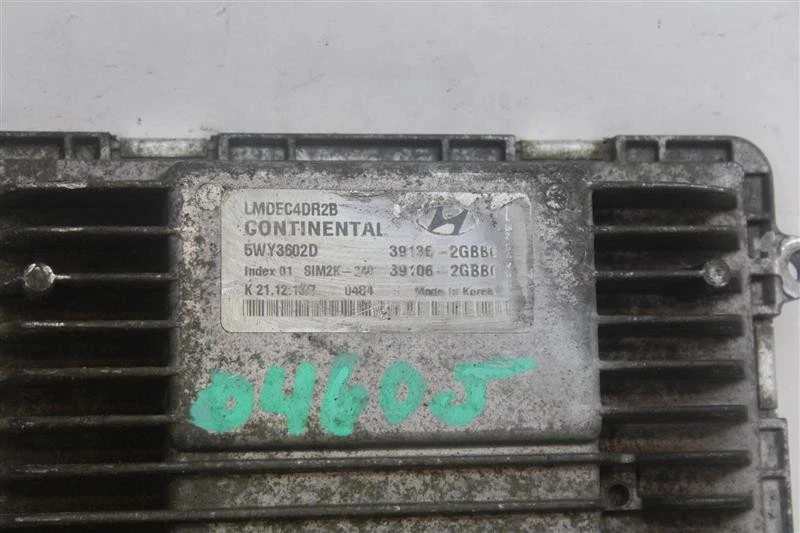 LMDEC4DR2B
CONTINENTAL
5WY3602D 39136-2GBB0
Index 01 SIM2K-240 39106-2GBB0
K 21.12.13/7 0484 Made in Korea
04605